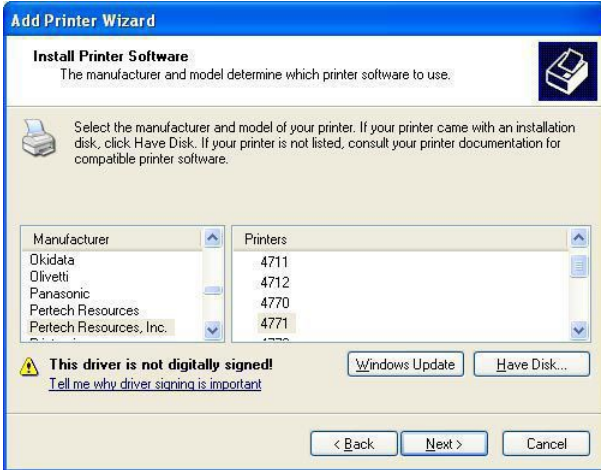 Add Printer Wizard
Install Printer Software
The manufacturer and model determine which printer software to use.
Select the manufacturer and model of your printer. If your printer came with an installation
disk, click Have Disk. If your printer is not listed, consult your printer documentation for
compatible printer software.
Manufacturer
Okidata
Olivetti
Panasonic
Pertech Resources
Pertech Resources, Inc.
Printers
4711
4712
4770
4771
This driver is not digitally signed!
Tell me why driver signing is important
Windows Update
Have Disk...
< Back
Next >
Cancel